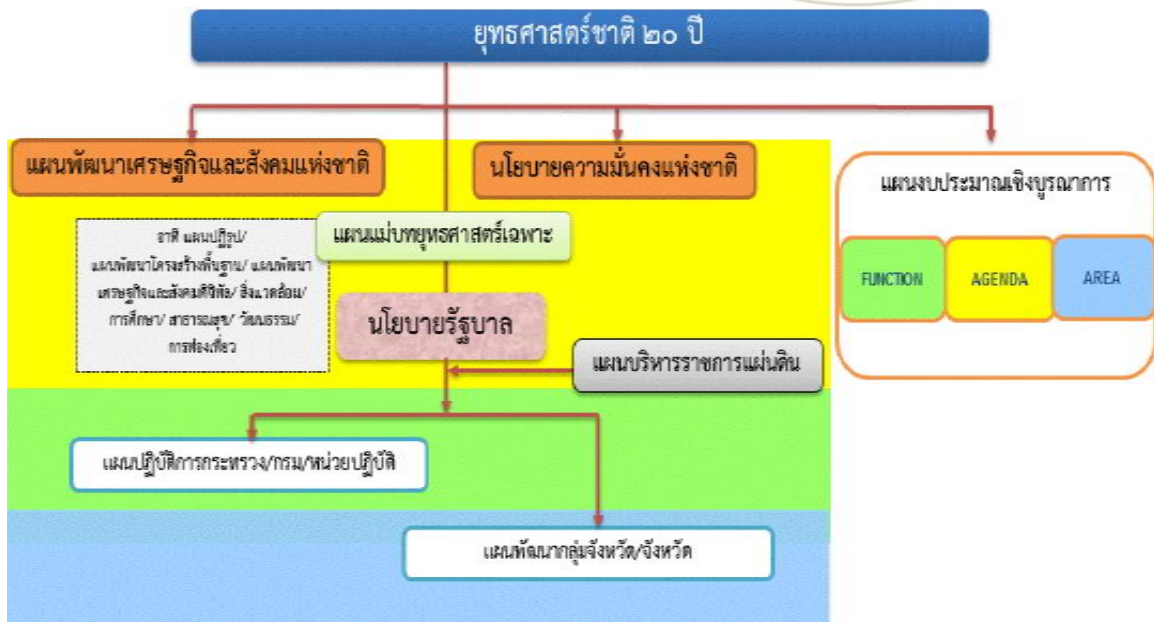 ยุทธศาสตร์ชาติ ๒๐ ปี
แผนพัฒนาเศรษฐกิจและสังคมแห่งชาติ
นโยบายความมั่นคงแห่งชาติ
แผนงบประมาณเชิงบูรณาการ
FUNCTION
AGENDA
AREA
แผนแม่บทยุทธศาสตร์เฉพาะ
อาทิ แผนปฏิรูป/
แผนพัฒนาโครงสร้างพื้นฐาน/ แผนพัฒนา
เศรษฐกิจและสังคมดิจิทัล/ สิ่งแวดล้อม/
การศึกษา/ สาธารณสุข/ วัฒนธรรม/
การท่องเที่ยว
นโยบายรัฐบาล
แผนบริหารราชการแผ่นดิน
แผนปฏิบัติการกระทรวง/กรม/หน่วยปฏิบัติ
แผนพัฒนากลุ่มจังหวัด/จังหวัด